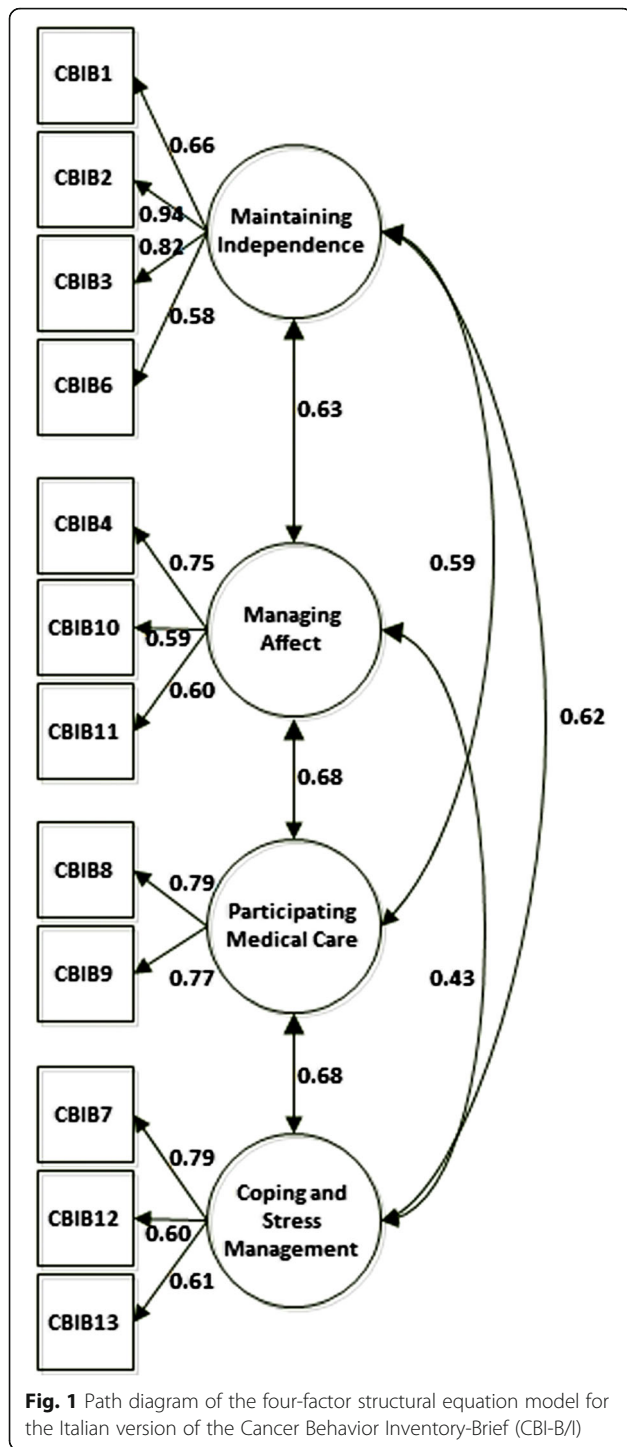 CBIB1
0.66
CBIB2
0.94
0.82
CBIB3
0.58
CBIB6
Maintaining
Independence
0.63
CBIB4
0.75
CBIB10
0.59
0.60
CBIB11
Managing
Affect
0.59
0.62
0.68
CBIB8
0.79
CBIB9
0.77
Participating
Medical Care
0.43
0.68
CBIB7
0.79
CBIB12
0.60
0.61
CBIB13
Coping and
Stress
Management
Fig. 1 Path diagram of the four-factor structural equation model for
the Italian version of the Cancer Behavior Inventory-Brief (CBI-B/I)